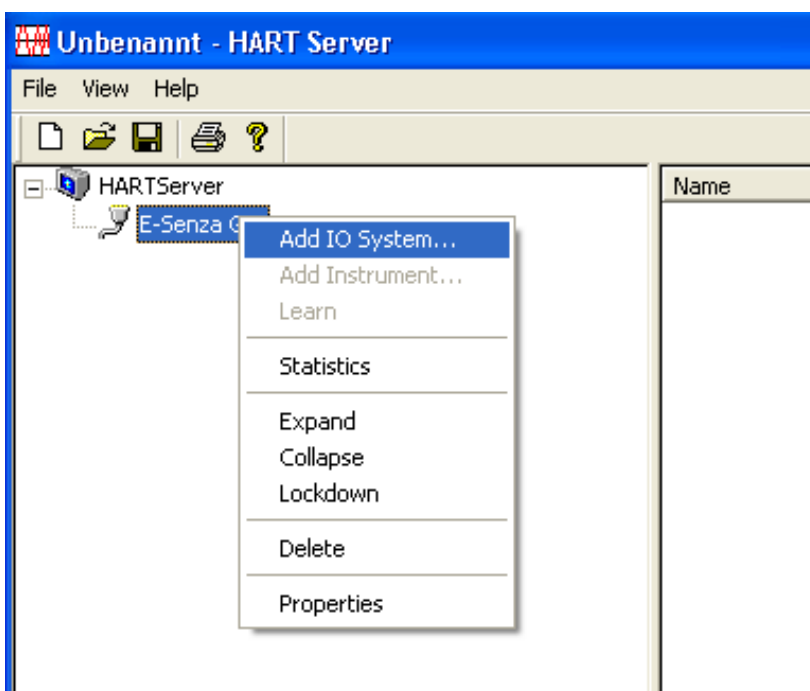 Unbenannt - HART Server
File View Help
HARTServer
Name
E-Senza
Add IO System...
Add Instrument...
Learn
Statistics
Expand
Collapse
Lockdown
Delete
Properties